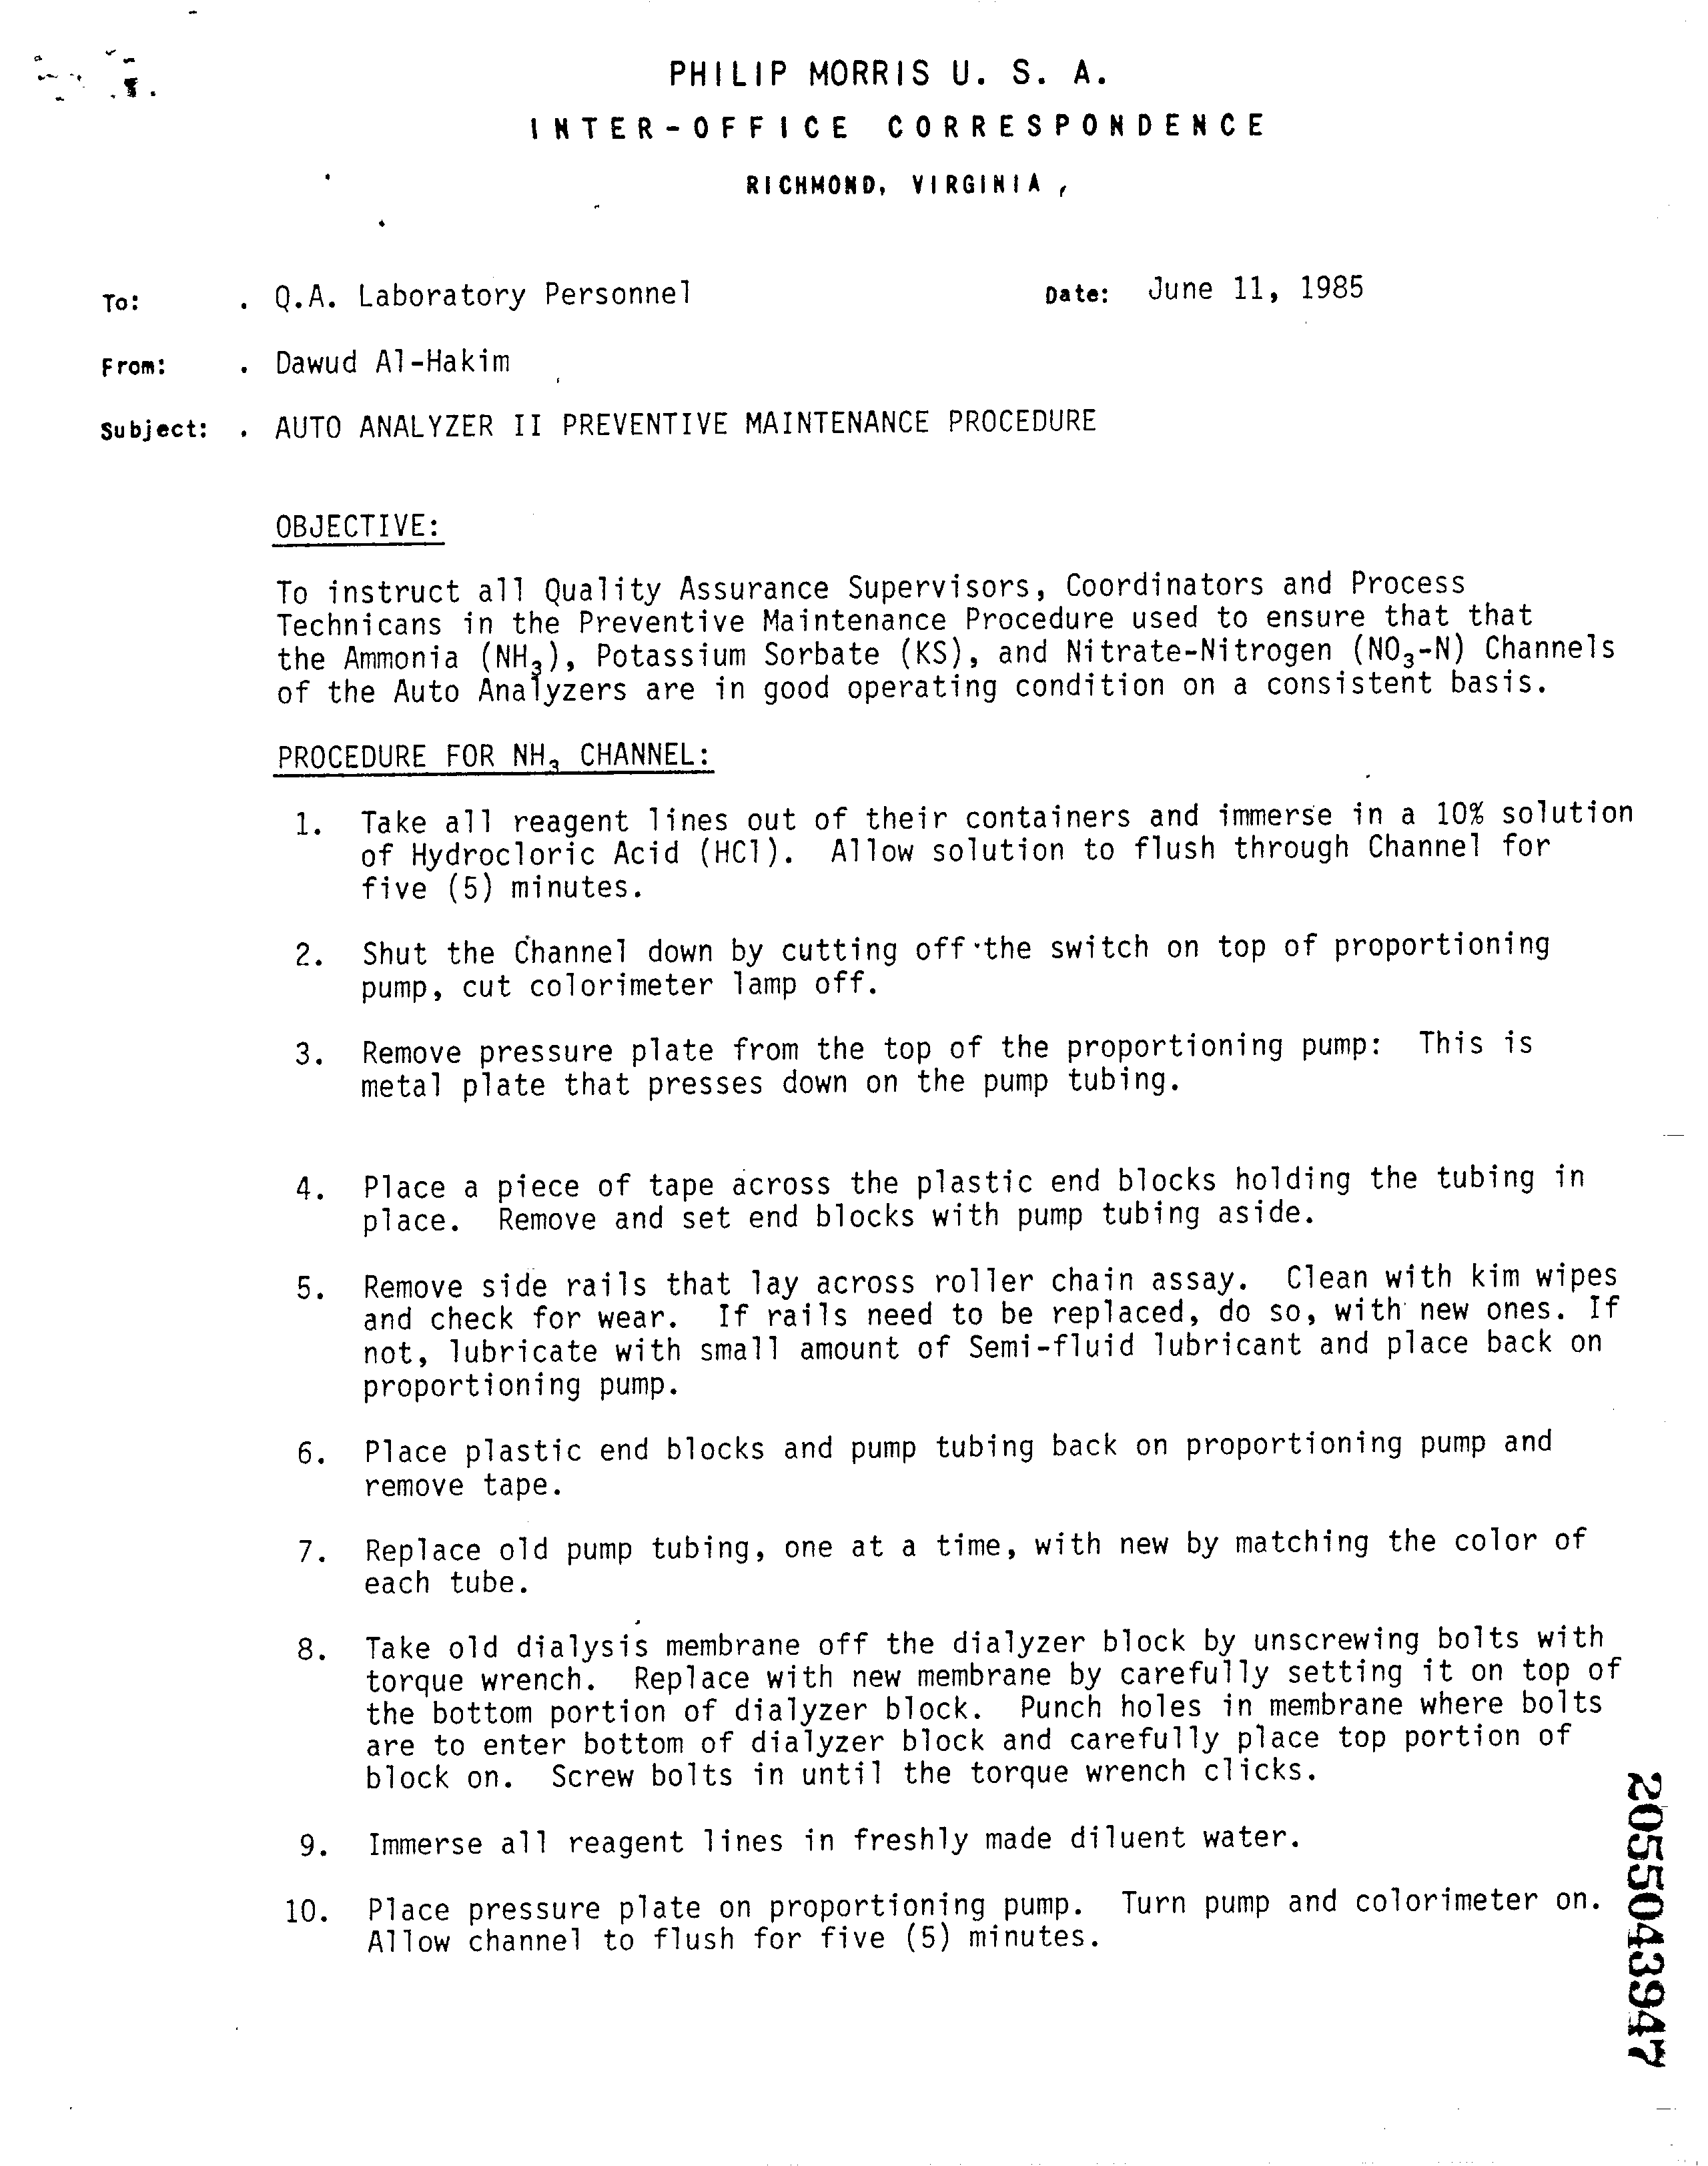 PHILIP MORRIS U. S. A.
INTER-OFFICE CORRESPONDENCE
RICHMOND, VIRGINIA
To: . Q.A. Laboratory Personnel Date: June 11, 1985
From: . Dawud Al-Hakim
Subject: . AUTO ANALYZER II PREVENTIVE MAINTENANCE PROCEDURE
OBJECTIVE:
To instruct all Quality Assurance Supervisors, Coordinators and Process
Technicans in the Preventive Maintenance Procedure used to ensure that that
the Ammonia (NH₃), Potassium Sorbate (KS), and Nitrate-Nitrogen (NO₃-N) Channels
of the Auto Analyzers are in good operating condition on a consistent basis.
PROCEDURE FOR NH₃ CHANNEL:
1. Take all reagent lines out of their containers and immerse in a 10% solution
of Hydrocloric Acid (HCl). Allow solution to flush through Channel for
five (5) minutes.
2. Shut the Channel down by cutting off the switch on top of proportioning
pump, cut colorimeter lamp off.
3. Remove pressure plate from the top of the proportioning pump: This is
metal plate that presses down on the pump tubing.
4. Place a piece of tape across the plastic end blocks holding the tubing in
place. Remove and set end blocks with pump tubing aside.
5. Remove side rails that lay across roller chain assay. Clean with kim wipes
and check for wear. If rails need to be replaced, do so, with new ones. If
not, lubricate with small amount of Semi-fluid lubricant and place back on
proportioning pump.
6. Place plastic end blocks and pump tubing back on proportioning pump and
remove tape.
7. Replace old pump tubing, one at a time, with new by matching the color of
each tube.
8. Take old dialysis membrane off the dialyzer block by unscrewing bolts with
torque wrench. Replace with new membrane by carefully setting it on top of
the bottom portion of dialyzer block. Punch holes in membrane where bolts
are to enter bottom of dialyzer block and carefully place top portion of
block on. Screw bolts in until the torque wrench clicks.
9. Immerse all reagent lines in freshly made diluent water.
10. Place pressure plate on proportioning pump. Turn pump and colorimeter on.
Allow channel to flush for five (5) minutes.
2055043947